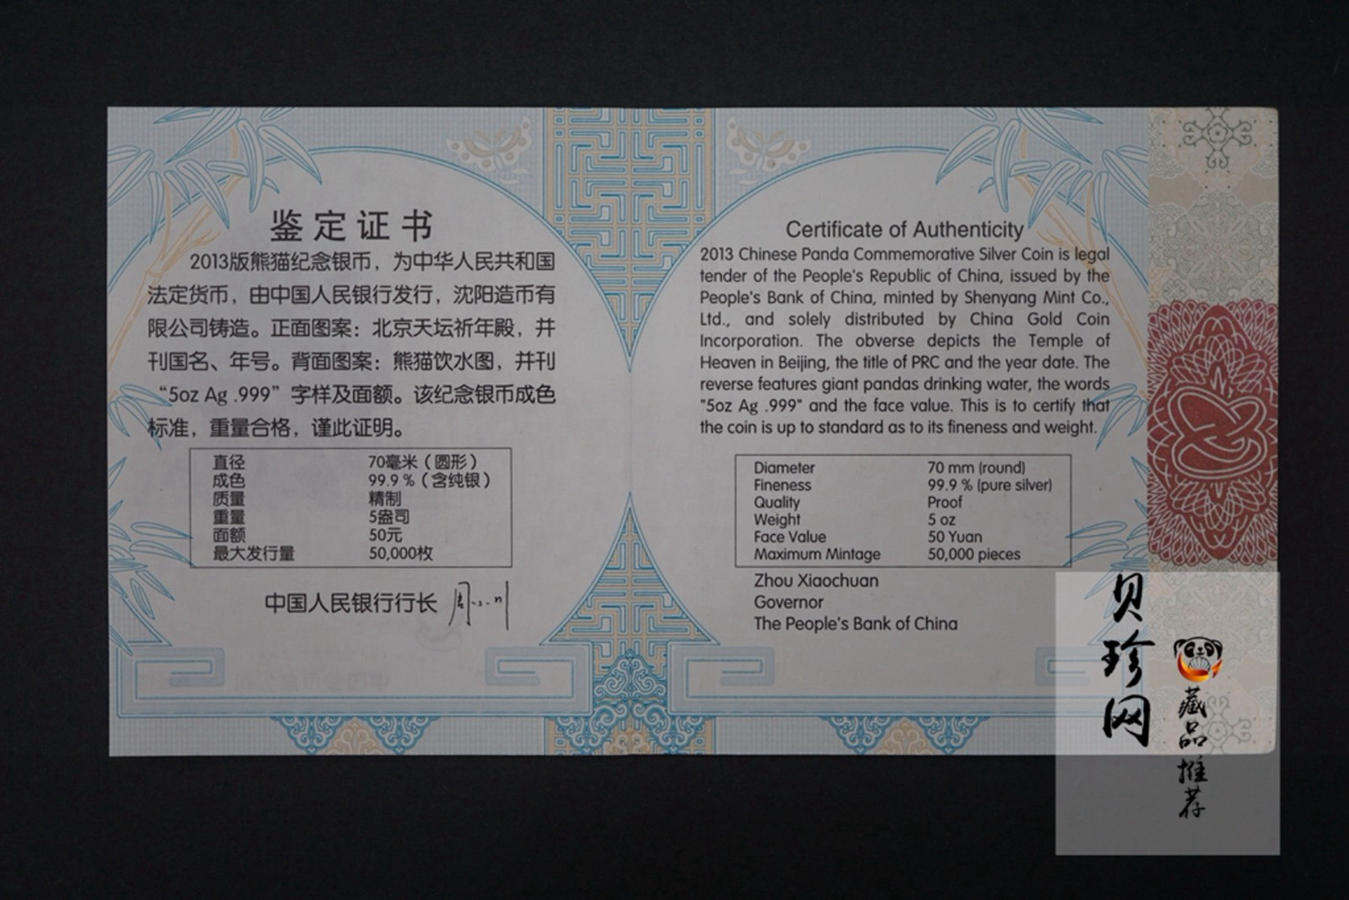 鉴定证书
2013版熊猫纪念银币，为中华人民共和国
法定货币，由中国人民银行发行，沈阳造币有
限公司铸造。正面图案：北京天坛祈年殿，并
刊国名、年号。背面图案：熊猫饮水图，并刊
“5oz Ag .999”字样及面额。该纪念银币成色
标准，重量合格，谨此证明。
直径 70毫米（圆形）
成色 99.9 %（含纯银）
质量 精制
重量 5盎司
面额 50元
最大发行量 50,000枚
中国人民银行行长 周小川
Certificate of Authenticity
2013 Chinese Panda Commemorative Silver Coin is legal
tender of the People's Republic of China, issued by the
People's Bank of China, minted by Shenyang Mint Co.,
Ltd., and solely distributed by China Gold Coin
Incorporation. The obverse depicts the Temple of
Heaven in Beijing, the title of PRC and the year date. The
reverse features giant pandas drinking water, the words
"5oz Ag .999" and the face value. This is to certify that
the coin is up to standard as to its fineness and weight.
Diameter 70 mm (round)
Fineness 99.9 % (pure silver)
Quality Proof
Weight 5 oz
Face Value 50 Yuan
Maximum Mintage 50,000 pieces
Zhou Xiaochuan
Governor
The People's Bank of China
贝珍网
藏品推荐